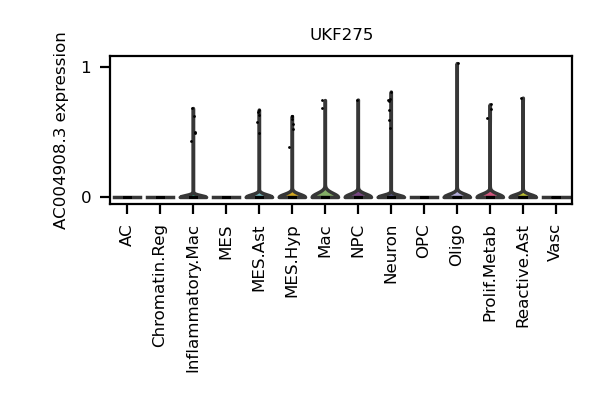 UKF275
AC004908.3 expression
1
0
AC
Chromatin.Reg
Inflammatory.Mac
MES
MES.Ast
MES.Hyp
Mac
NPC
Neuron
OPC
Oligo
Prolif.Metab
Reactive.Ast
Vasc